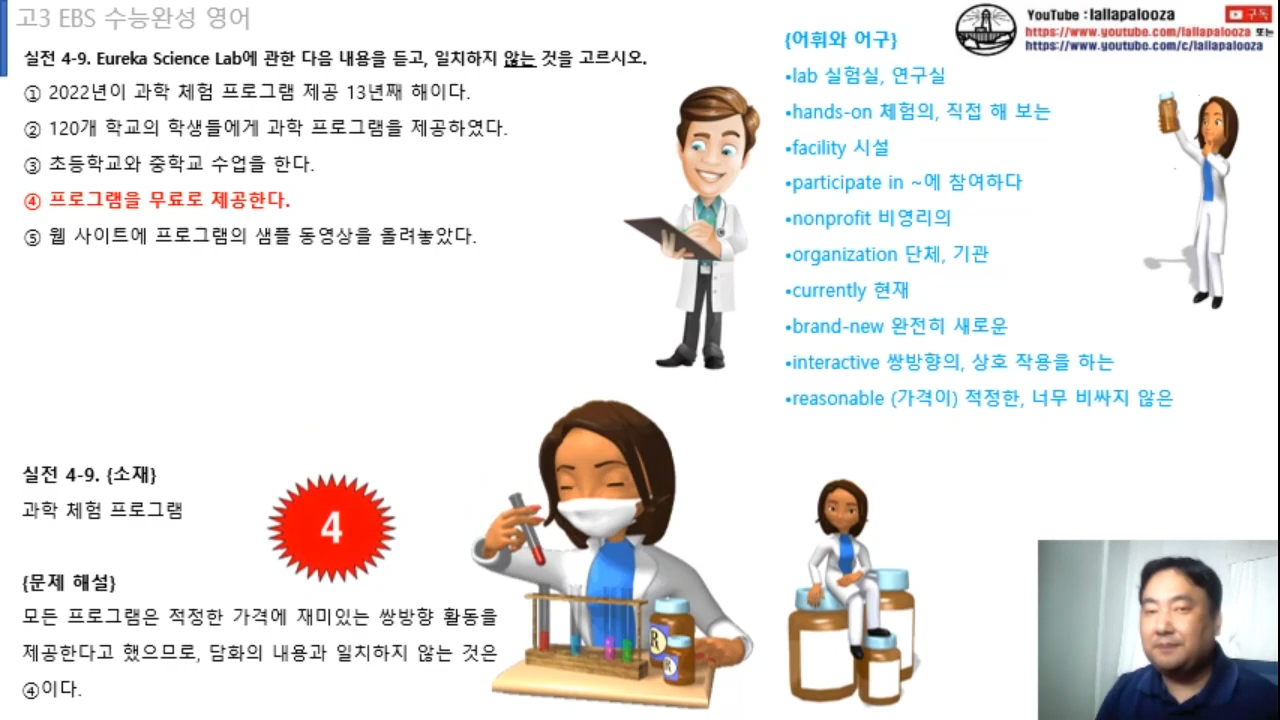 고3 EBS 수능완성 영어
실전 4-9. Eureka Science Lab에 관한 다음 내용을 듣고, 일치하지 않는 것을 고르시오.
① 2022년이 과학 체험 프로그램 제공 13년째 해이다.
② 120개 학교의 학생들에게 과학 프로그램을 제공하였다.
③ 초등학교와 중학교 수업을 한다.
④ 프로그램을 무료로 제공한다.
⑤ 웹 사이트에 프로그램의 샘플 동영상을 올려놓았다.
실전 4-9. {소재}
과학 체험 프로그램
4
{문제 해설}
모든 프로그램은 적정한 가격에 재미있는 쌍방향 활동을
제공한다고 했으므로, 담화의 내용과 일치하지 않는 것은
④이다.
{어휘와 어구}
•lab 실험실, 연구실
•hands-on 체험의, 직접 해 보는
•facility 시설
•participate in ~에 참여하다
•nonprofit 비영리의
•organization 단체, 기관
•currently 현재
•brand-new 완전히 새로운
•interactive 쌍방향의, 상호 작용을 하는
•reasonable (가격이) 적정한, 너무 비싸지 않은
YouTube : lallapalooza 구독
https://www.youtube.com/lallapalooza 또는
https://www.youtube.com/c/lallapalooza